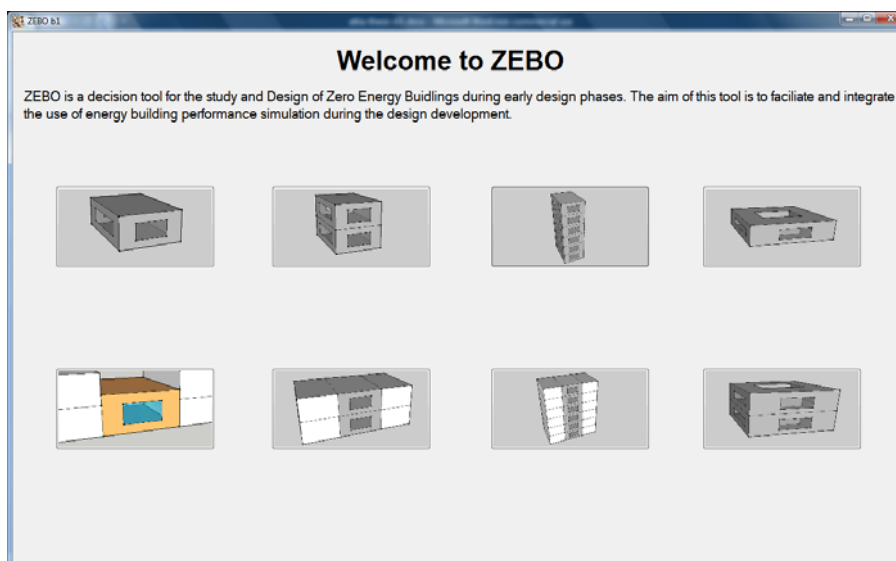 ZEBO b1
Welcome to ZEBO
ZEBO is a decision tool for the study and Design of Zero Energy Buidlings during early design phases. The aim of this tool is to faciliate and integrate
the use of energy building performance simulation during the design development.